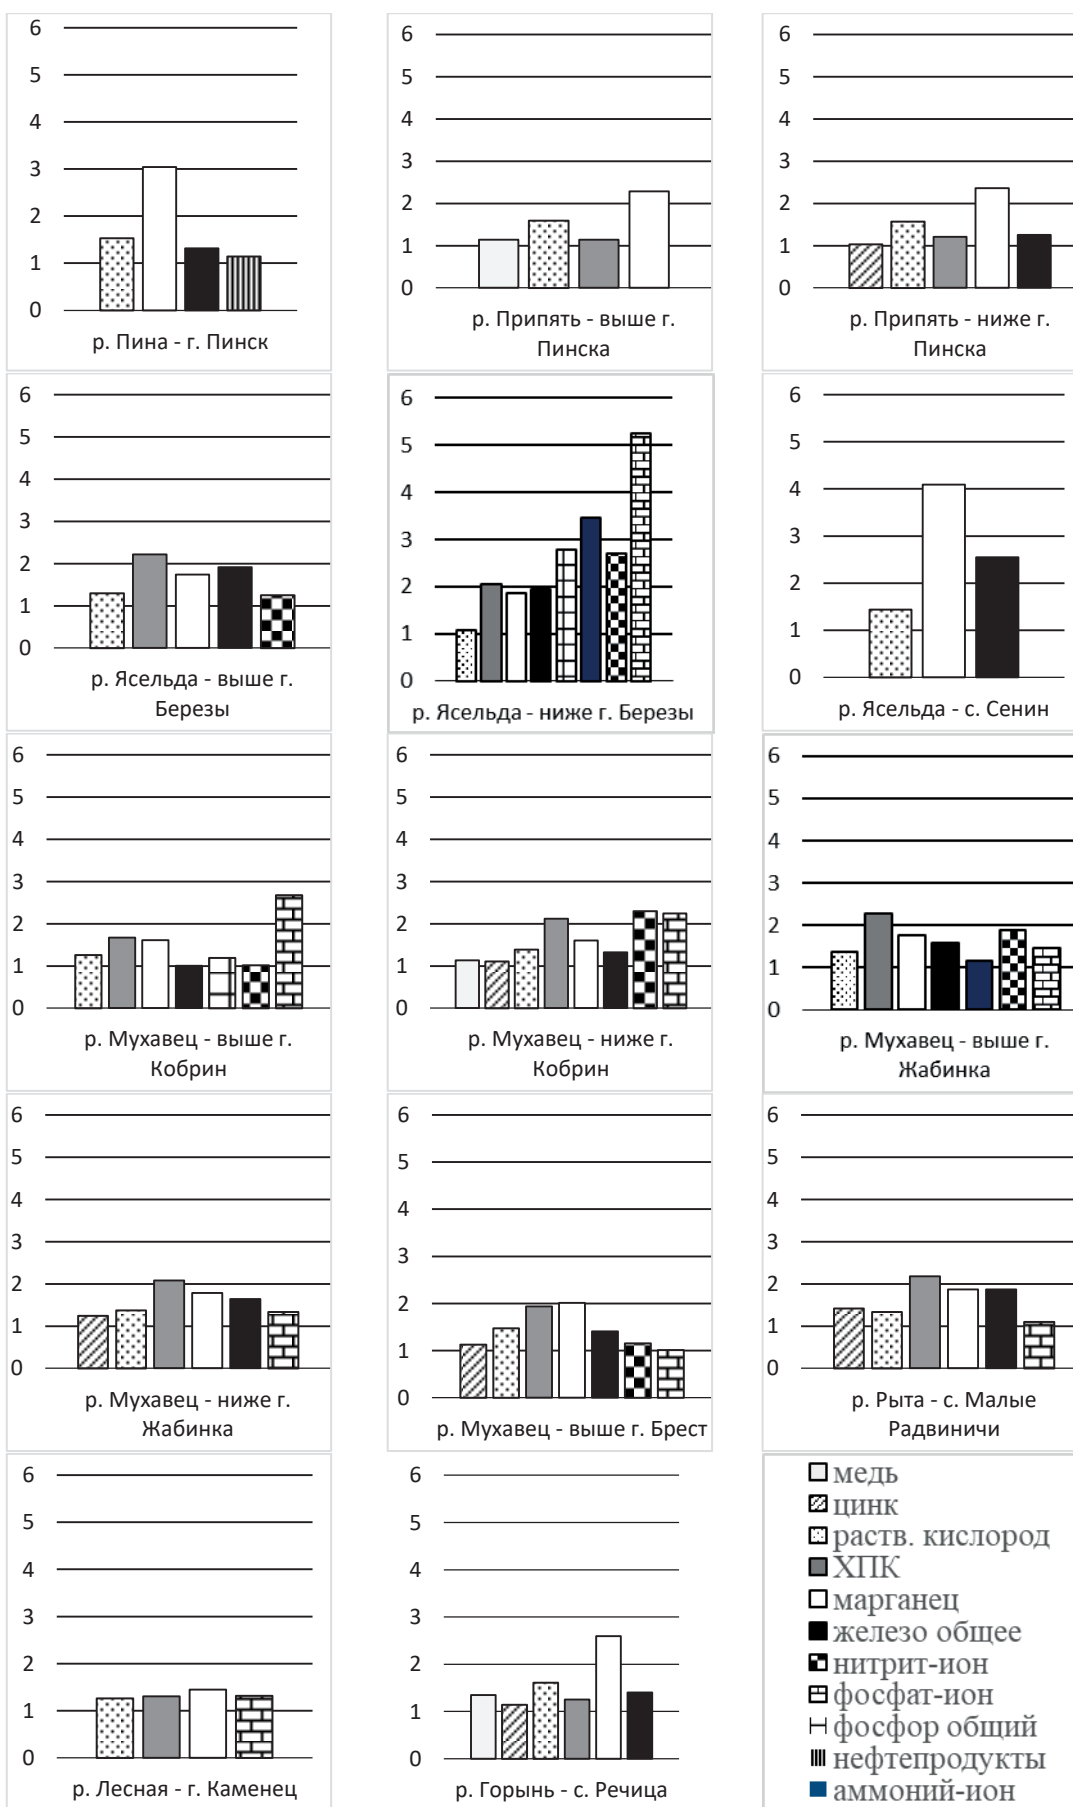 6
5
4
3
2
1
0
р. Пина - г. Пинск
6
5
4
3
2
1
0
р. Припять - выше г.
Пинска
6
5
4
3
2
1
0
р. Припять - ниже г.
Пинска
6
5
4
3
2
1
0
р. Ясельда - выше г.
Березы
6
5
4
3
2
1
0
р. Ясельда - ниже г. Березы
6
5
4
3
2
1
0
р. Ясельда - с. Сенин
6
5
4
3
2
1
0
р. Мухавец - выше г.
Кобрин
6
5
4
3
2
1
0
р. Мухавец - ниже г.
Кобрин
6
5
4
3
2
1
0
р. Мухавец - выше г.
Жабинка
6
5
4
3
2
1
0
р. Мухавец - ниже г.
Жабинка
6
5
4
3
2
1
0
р. Мухавец - выше г. Брест
6
5
4
3
2
1
0
р. Рыта - с. Малые
Радвиничи
6
5
4
3
2
1
0
р. Лесная - г. Каменец
6
5
4
3
2
1
0
р. Горынь - с. Речица
медь
цинк
раств. кислород
ХПК
марганец
железо общее
нитрит-ион
фосфат-ион
фосфор общий
нефтепродукты
аммоний-ион